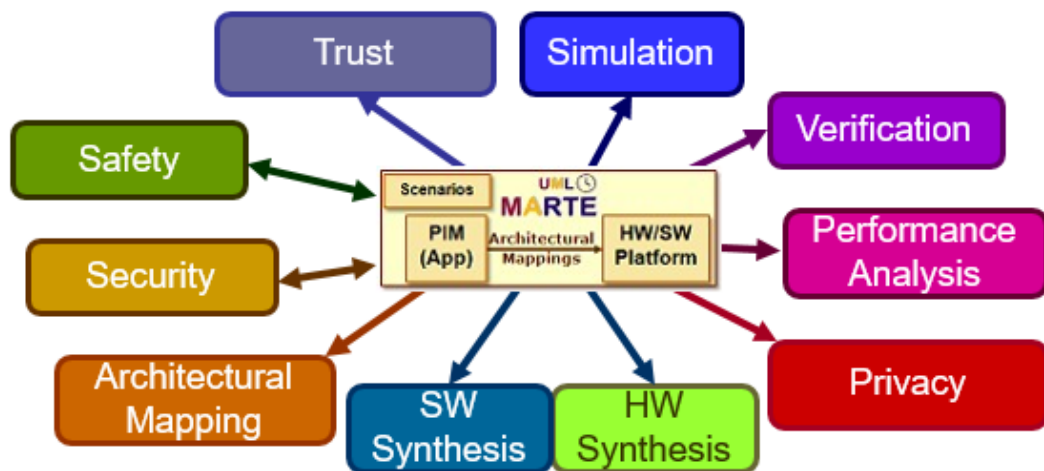 Trust
Simulation
Safety
Verification
Scenarios
UML
MARTE
PIM
(App)
Architectural
Mappings
HW/SW
Platform
Security
Performance
Analysis
Architectural
Mapping
SW
Synthesis
HW
Synthesis
Privacy